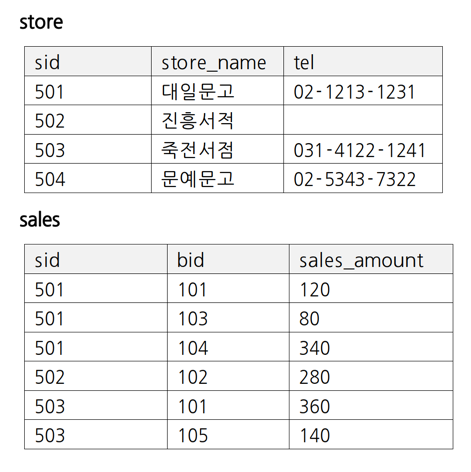 store
sid store_name tel
501 대일문고 02-1213-1231
502 진흥서적
503 죽전서점 031-4122-1241
504 문예문고 02-5343-7322
sales
sid bid sales_amount
501 101 120
501 103 80
501 104 340
502 102 280
503 101 360
503 105 140